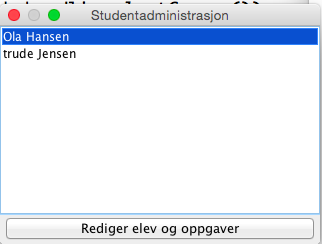 Studentadministrasjon
Ola Hansen
trude Jensen
Rediger elev og oppgaver